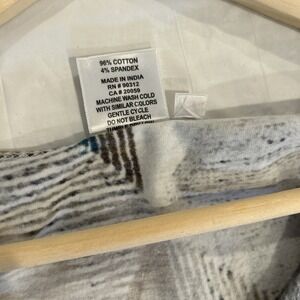 96% COTTON
4% SPANDEX
MADE IN INDIA
RN # 90312
CA # 20059
MACHINE WASH COLD
WITH SIMILAR COLORS
GENTLE CYCLE
DO NOT BLEACH